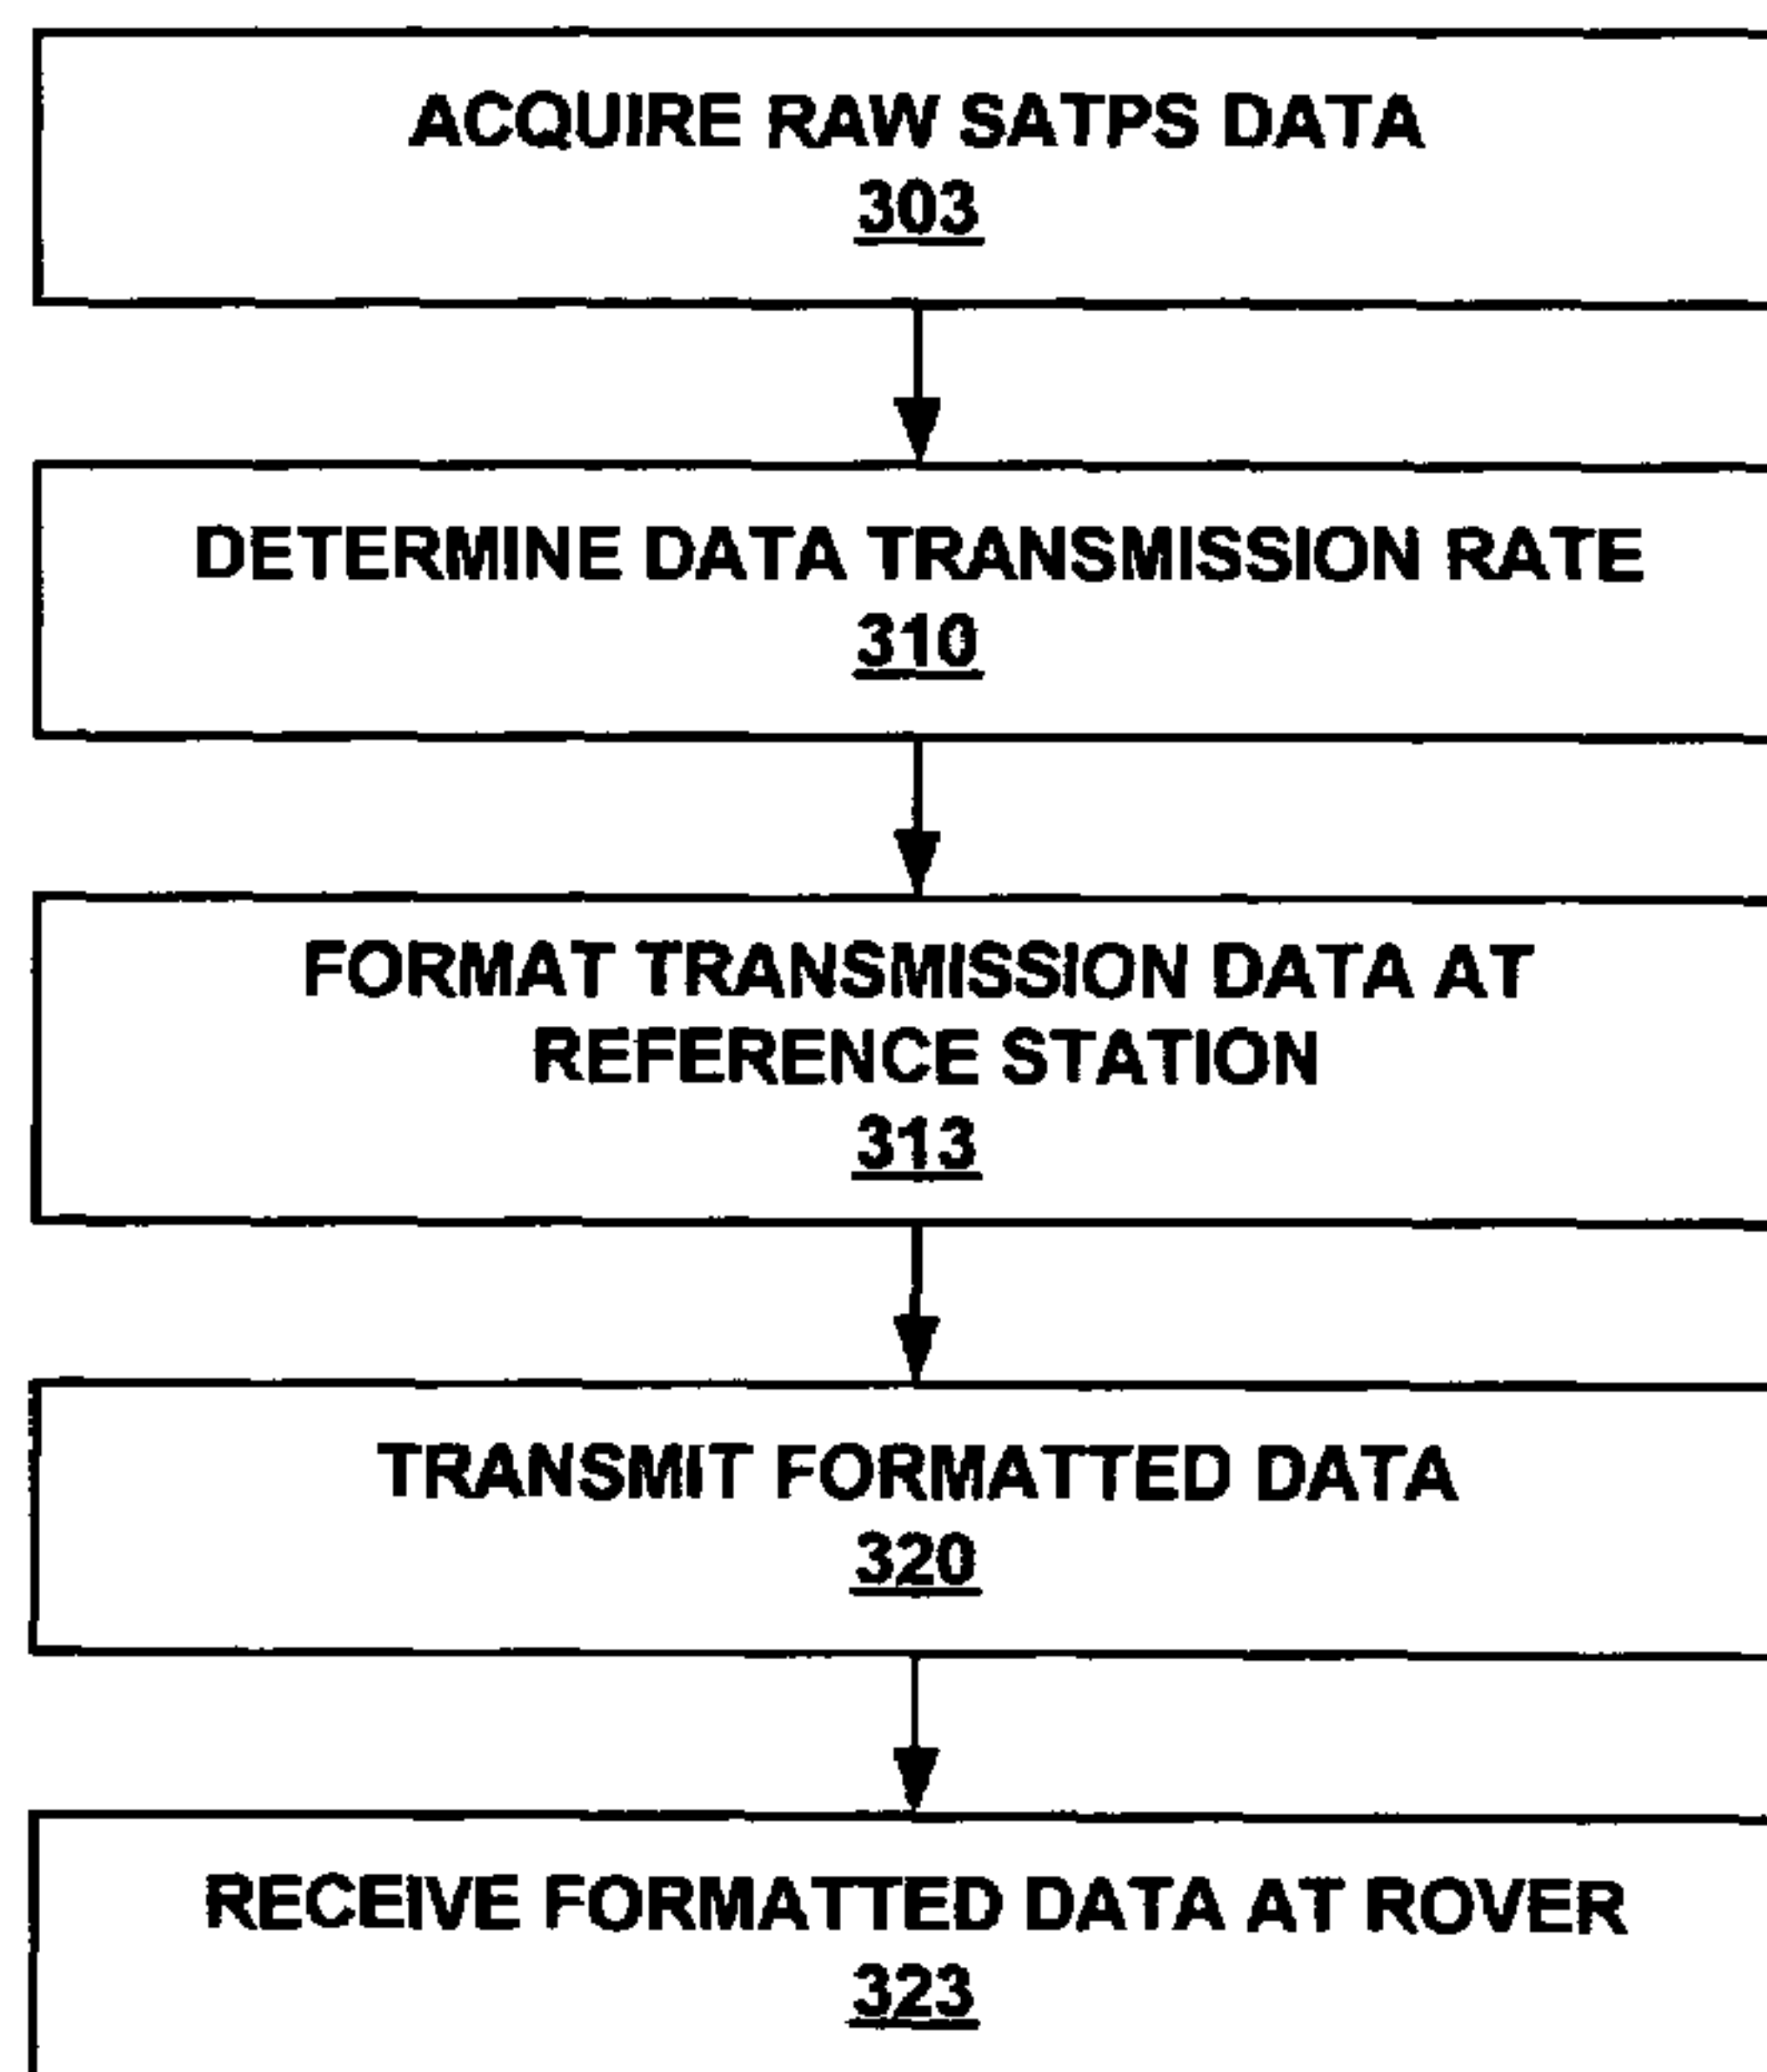 ACQUIRE RAW SATPS DATA
303
DETERMINE DATA TRANSMISSION RATE
310
FORMAT TRANSMISSION DATA AT
REFERENCE STATION
313
TRANSMIT FORMATTED DATA
320
RECEIVE FORMATTED DATA AT ROVER
323